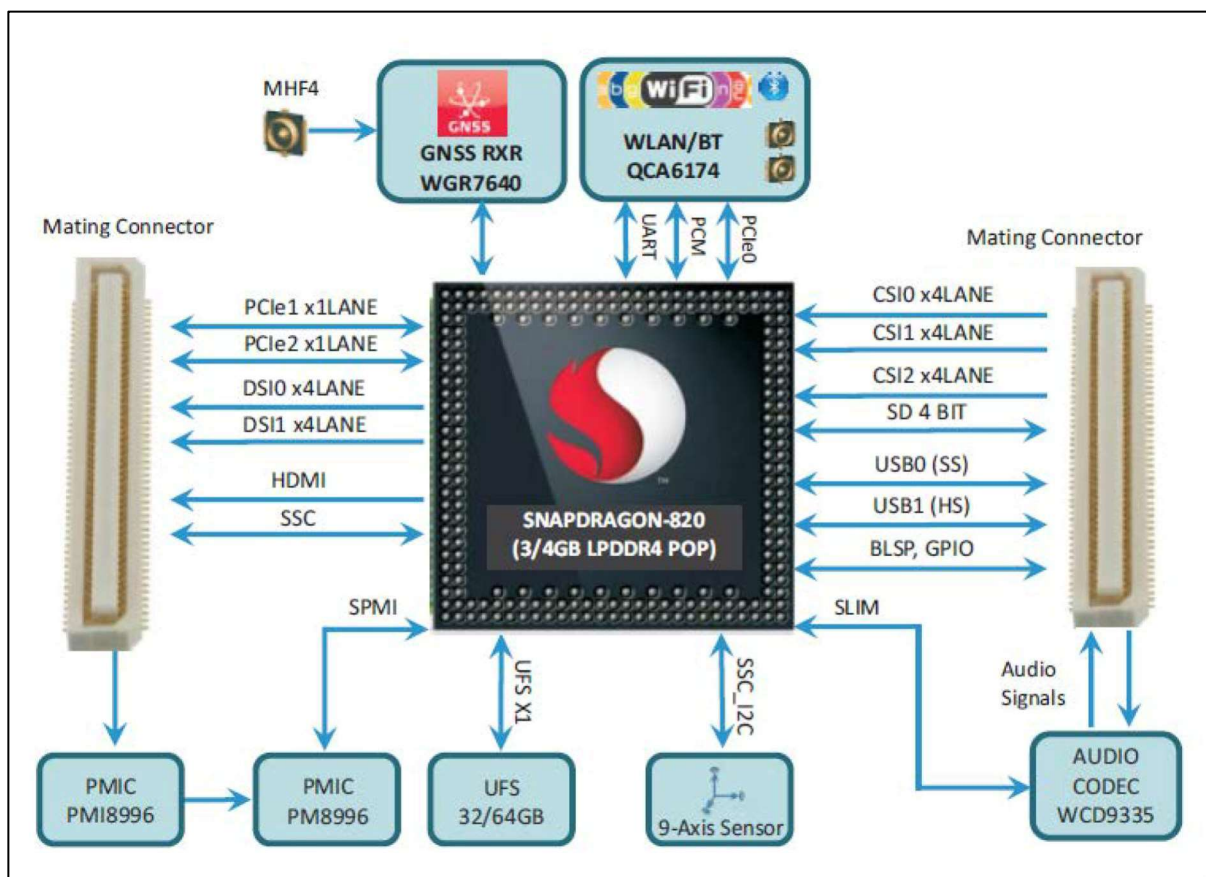 MHF4
GNSS
GNSS RXR
WGR7640
a b g WiFi n g c
WLAN/BT
QCA6174
UART
PCM
PCIe0
Mating Connector
Mating Connector
PCIe1 x1LANE
PCIe2 x1LANE
DSI0 x4LANE
DSI1 x4LANE
HDMI
SSC
CSI0 x4LANE
CSI1 x4LANE
CSI2 x4LANE
SD 4 BIT
USB0 (SS)
USB1 (HS)
BLSP, GPIO
TM
SNAPDRAGON-820
(3/4GB LPDDR4 POP)
SPMI
SLIM
UFS X1
SSC_I2C
Audio
Signals
PMIC
PMI8996
PMIC
PM8996
UFS
32/64GB
9-Axis Sensor
AUDIO
CODEC
WCD9335